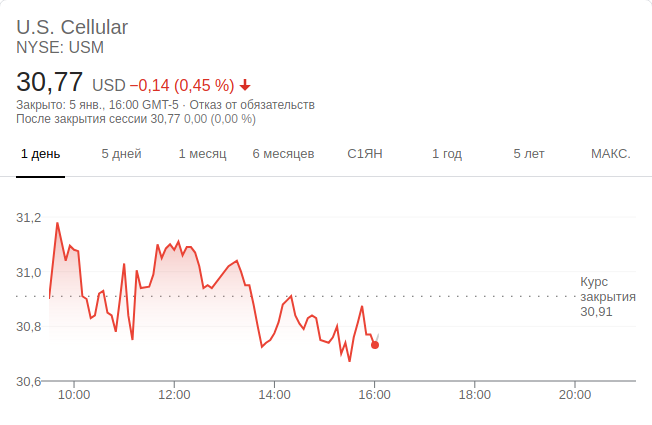 U.S. Cellular
NYSE: USM
30,77 USD −0,14 (0,45 %)
Закрыто: 5 янв., 16:00 GMT-5 · Отказ от обязательств
После закрытия сессии 30,77 0,00 (0,00 %)
1 день 5 дней 1 месяц 6 месяцев С1ЯН 1 год 5 лет МАКС.
31,2
31,0
Курс
закрытия
30,91
30,8
30,6
10:00 12:00 14:00 16:00 18:00 20:00